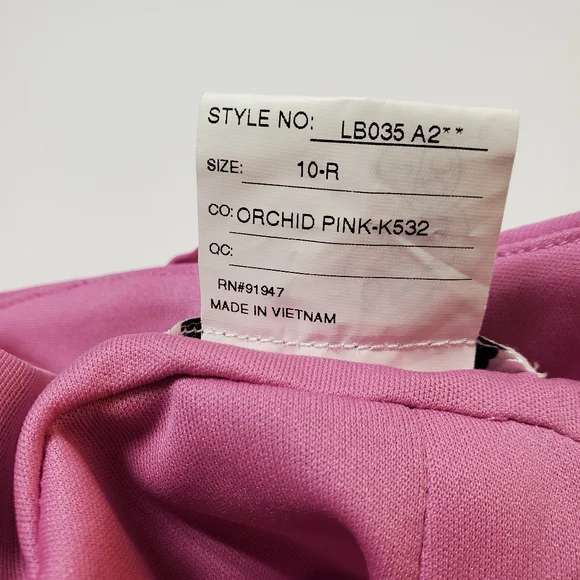 STYLE NO: LB035 A2**
SIZE: 10-R
CO: ORCHID PINK-K532
QC:
RN#91947
MADE IN VIETNAM